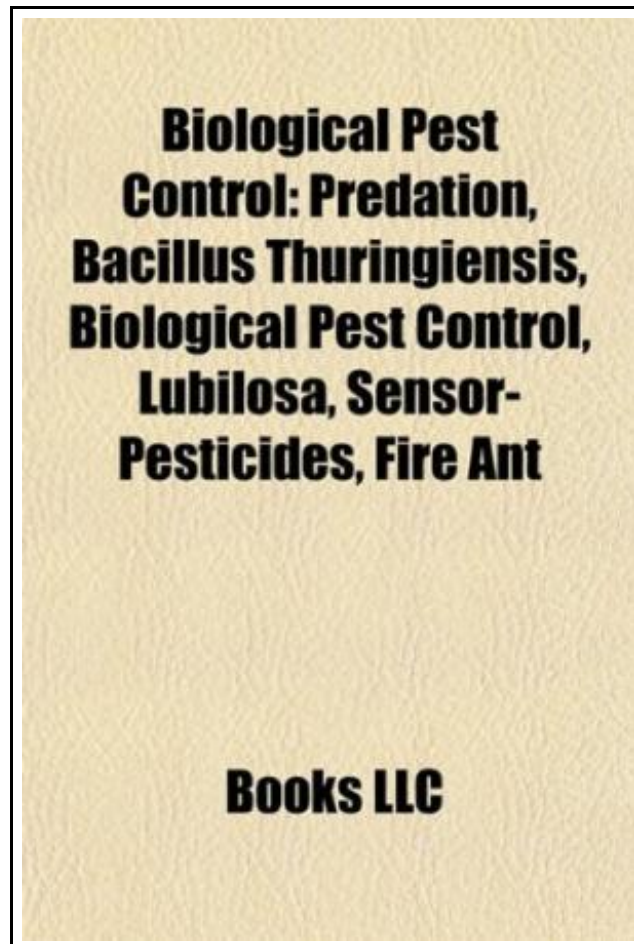 Biological Pest
Control: Predation,
Bacillus Thuringiensis,
Biological Pest Control,
Lubilosa, Sensor-
Pesticides, Fire Ant
Books LLC